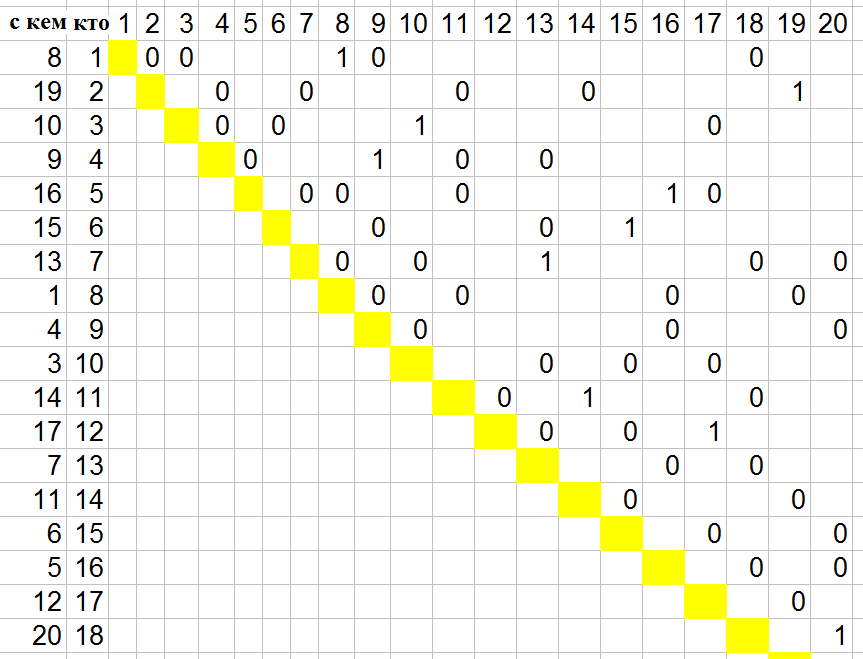 с кем кто 1 2 3 4 5 6 7 8 9 10 11 12 13 14 15 16 17 18 19 20
8 1 0 0 1 0 0
19 2 0 0 0 0 1
10 3 0 0 1 0
9 4 0 1 0 0
16 5 0 0 0 1 0
15 6 0 0 1
13 7 0 0 1 0 0
1 8 0 0 0 0
4 9 0 0 0
3 10 0 0 0
14 11 0 1 0
17 12 0 0 1
7 13 0 0
11 14 0 0
6 15 0 0
5 16 0 0
12 17 0
20 18 1